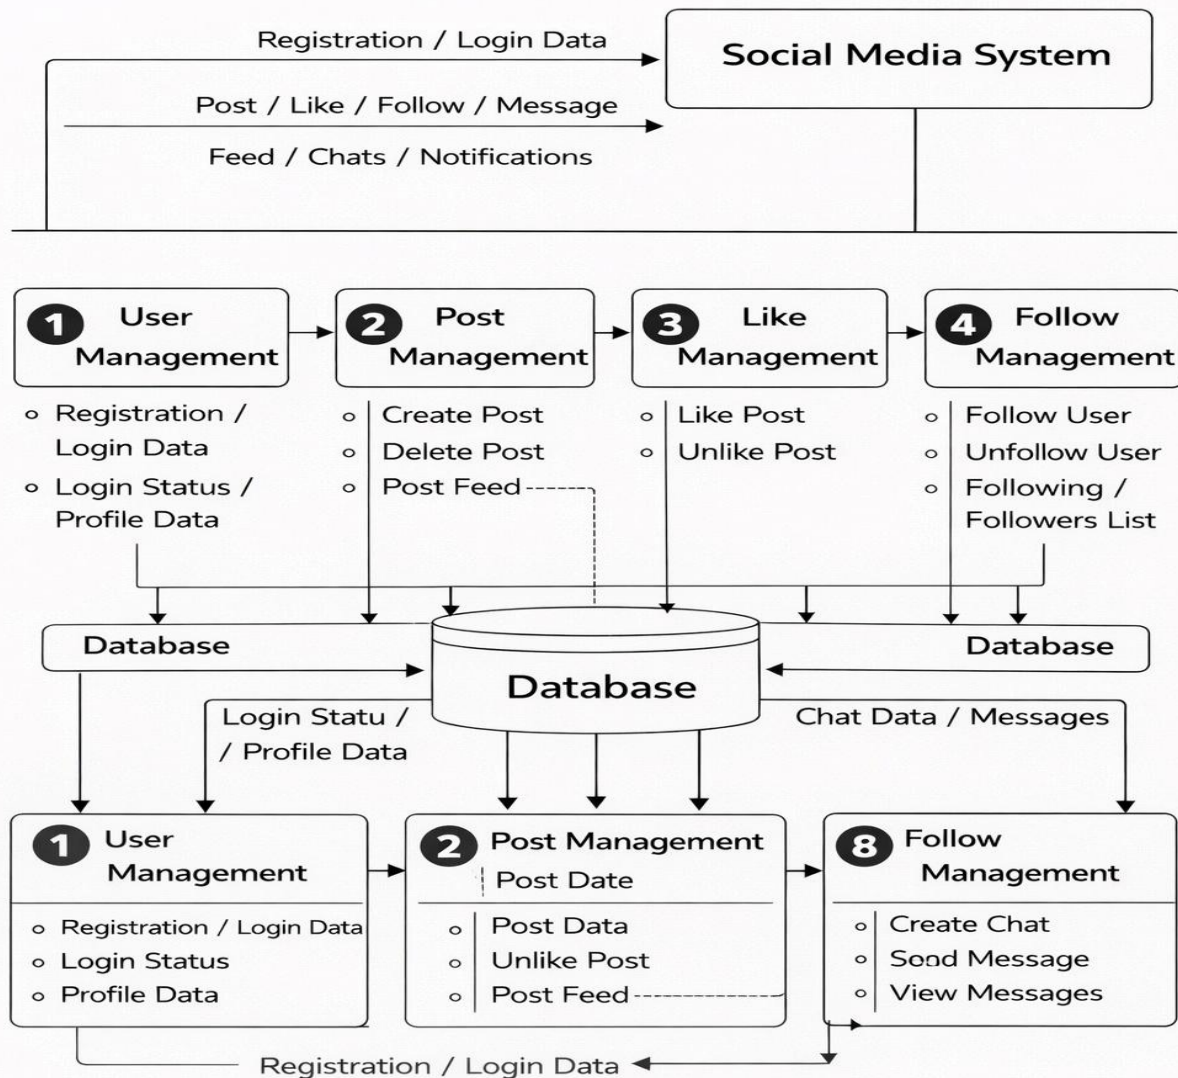 Registration / Login Data
Social Media System
Post / Like / Follow / Message
Feed / Chats / Notifications
1 User
Management
2 Post
Management
3 Like
Management
4 Follow
Management
Registration /
Login Data
Login Status /
Profile Data
Create Post
Delete Post
Post Feed
Like Post
Unlike Post
Follow User
Unfollow User
Following /
Followers List
Database
Database
Database
Login Statu /
/ Profile Data
Chat Data / Messages
1 User
Management
Registration / Login Data
Login Status
Profile Data
2 Post Management
Post Date
Post Data
Unlike Post
Post Feed
8 Follow
Management
Create Chat
Send Message
View Messages
Registration / Login Data